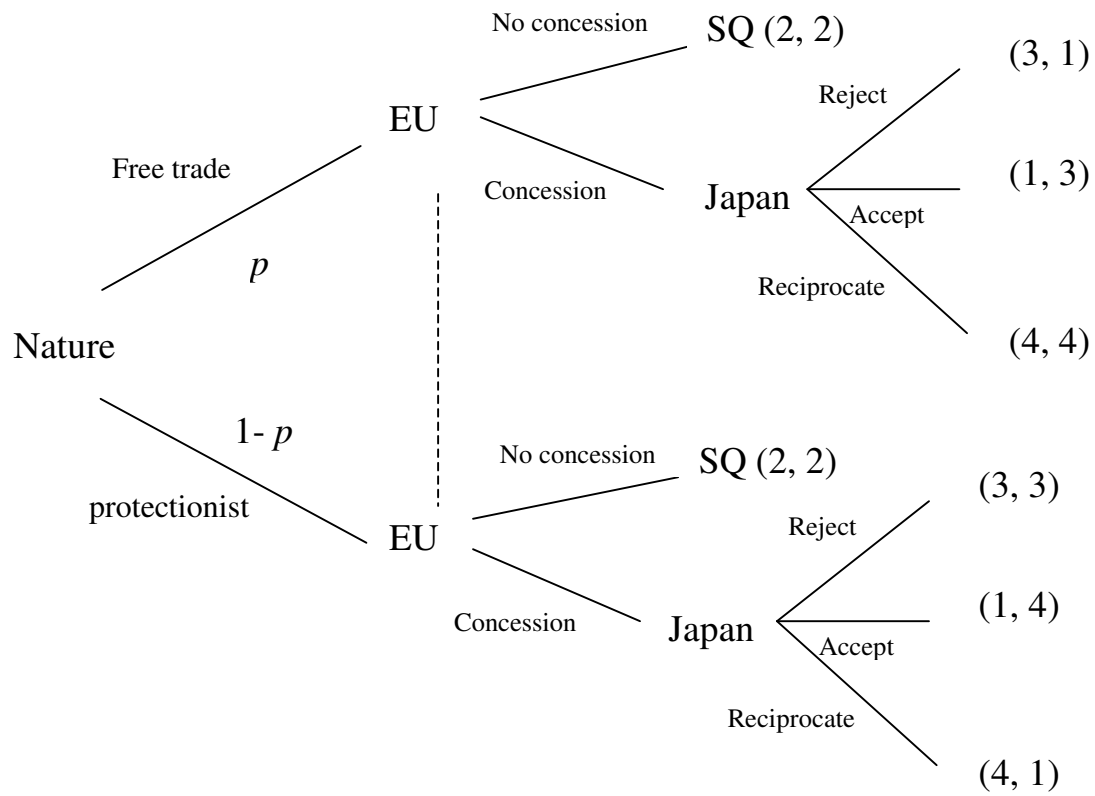 No concession
SQ (2, 2)
(3, 1)
Reject
EU
Free trade
(1, 3)
Concession
Japan
Accept
p
Reciprocate
(4, 4)
Nature
1- p
No concession
SQ (2, 2)
(3, 3)
protectionist
Reject
EU
(1, 4)
Concession
Japan
Accept
Reciprocate
(4, 1)